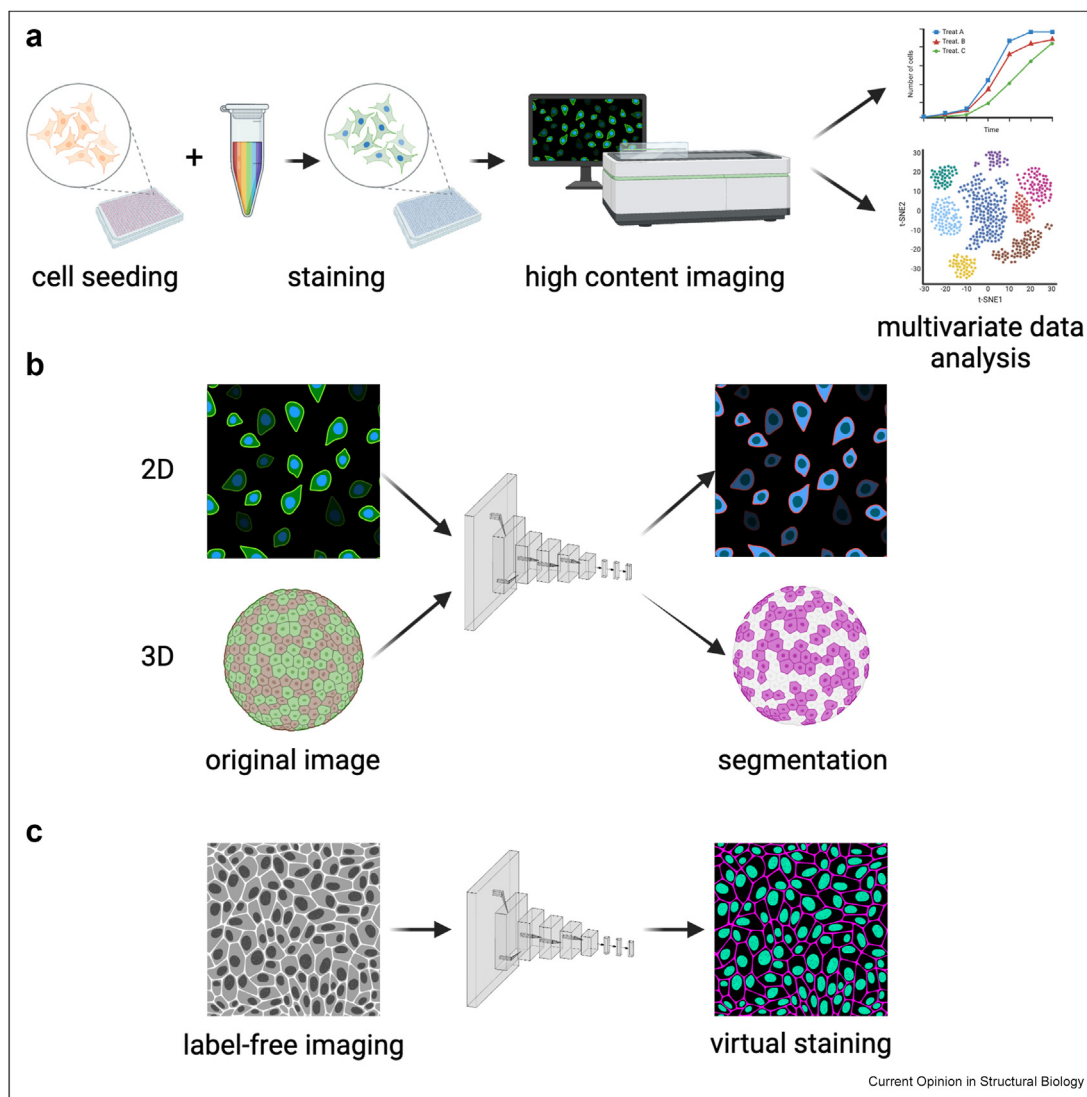 a
Treat A
Treat. B
Treat. C
Number of cells
Time
30
20
10
0
-10
-20
-30
t-SNE2
-30 -20 -10 0 10 20 30
t-SNE1
cell seeding
+
staining
high content imaging
multivariate data
analysis
b
2D
3D
original image
segmentation
c
label-free imaging
virtual staining
Current Opinion in Structural Biology